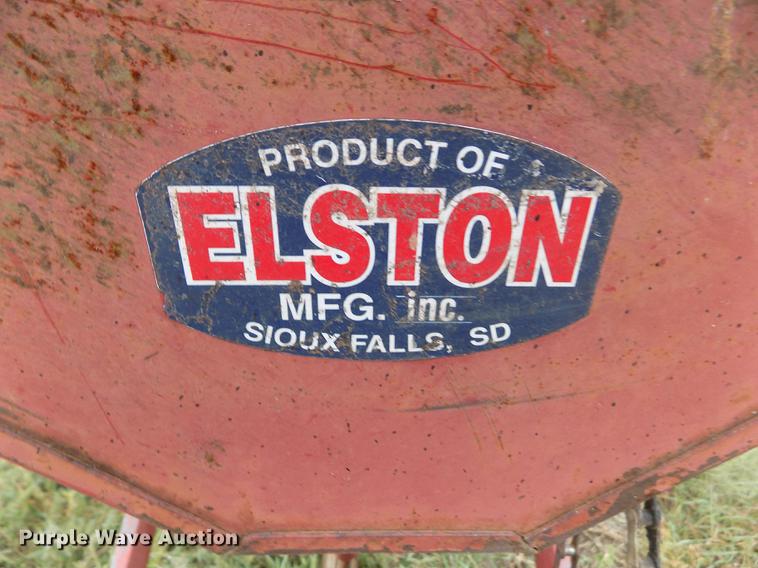 PRODUCT OF
ELSTON
MFG. inc.
SIOUX FALLS, SD
Purple Wave Auction